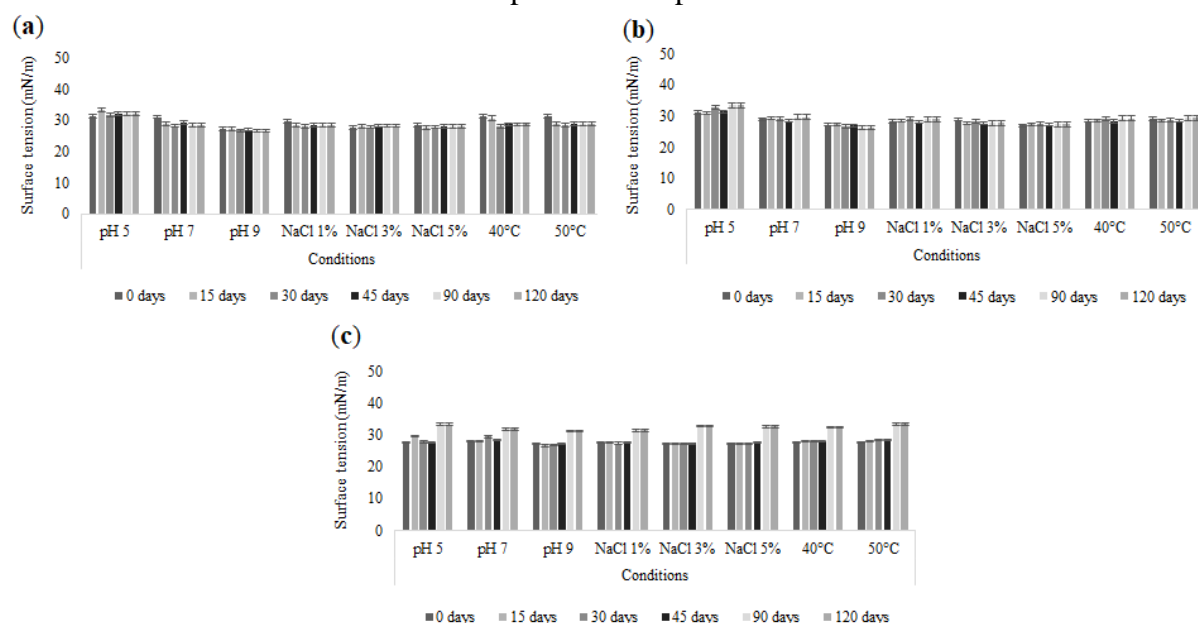 (a)
Surface tension (mN/m)
50
40
30
20
10
0
pH 5 pH 7 pH 9 NaCl 1% NaCl 3% NaCl 5% 40°C 50°C
Conditions
0 days 15 days 30 days 45 days 90 days 120 days
(b)
Surface tension (mN/m)
50
40
30
20
10
0
pH 5 pH 7 pH 9 NaCl 1% NaCl 3% NaCl 5% 40°C 50°C
Conditions
0 days 15 days 30 days 45 days 90 days 120 days
(c)
Surface tension (mN/m)
50
40
30
20
10
0
pH 5 pH 7 pH 9 NaCl 1% NaCl 3% NaCl 5% 40°C 50°C
Conditions
0 days 15 days 30 days 45 days 90 days 120 days